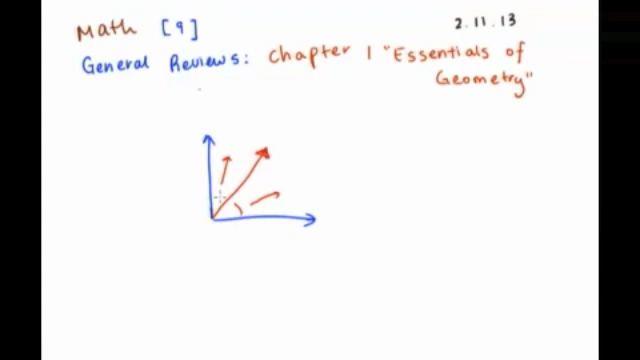 Math [9]
2.11.13
General Reviews: Chapter 1 "Essentials of
Geometry"